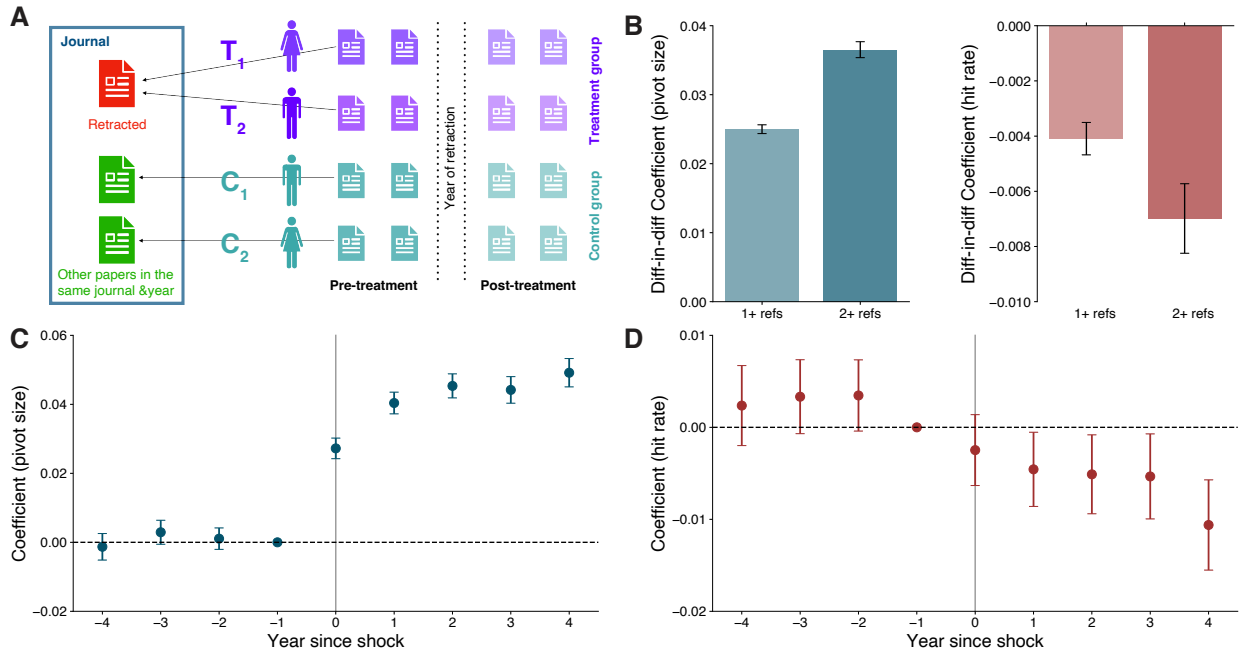 A
Journal
Retracted
Other papers in the
same journal &year
T1
T2
C1
C2
Year of retraction
Pre-treatment
Post-treatment
Treatment group
Control group
B
Diff-in-diff Coefficient (pivot size)
0.04
0.03
0.02
0.01
0.00
1+ refs
2+ refs
Diff-in-diff Coefficient (hit rate)
0.000
−0.002
−0.004
−0.006
−0.008
−0.010
1+ refs
2+ refs
C
Coefficient (pivot size)
0.06
0.04
0.02
0.00
−0.02
−4 −3 −2 −1 0 1 2 3 4
Year since shock
D
Coefficient (hit rate)
0.01
0.00
−0.01
−0.02
−4 −3 −2 −1 0 1 2 3 4
Year since shock